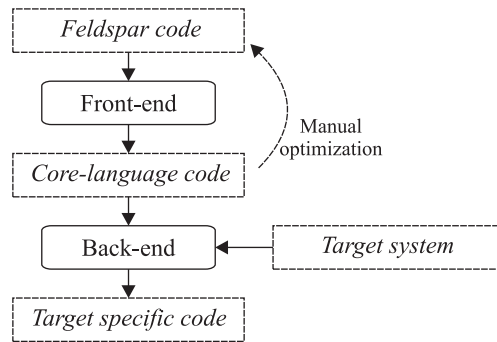 Feldspar code
Front-end
Manual
optimization
Core-language code
Back-end
Target system
Target specific code